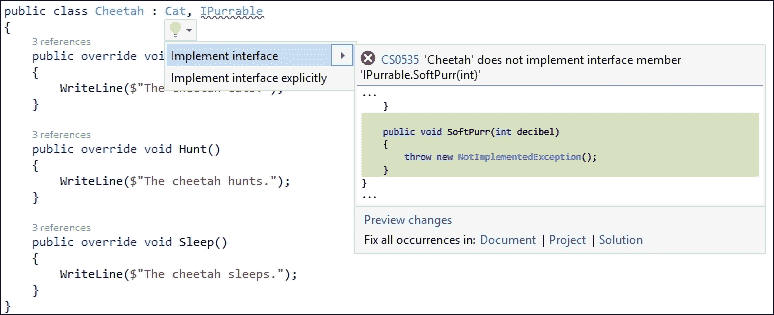 public class Cheetah : Cat, IPurrable
{
3 references
public override void
{
WriteLine($"The
}
3 references
public override void Hunt()
{
WriteLine($"The cheetah hunts.");
}
3 references
public override void Sleep()
{
WriteLine($"The cheetah sleeps.");
}
}
Implement interface
Implement interface explicitly
CS0535 'Cheetah' does not implement interface member
'IPurrable.SoftPurr(int)'
...
}
public void SoftPurr(int decibel)
{
throw new NotImplementedException();
}
}
...
Preview changes
Fix all occurrences in: Document | Project | Solution